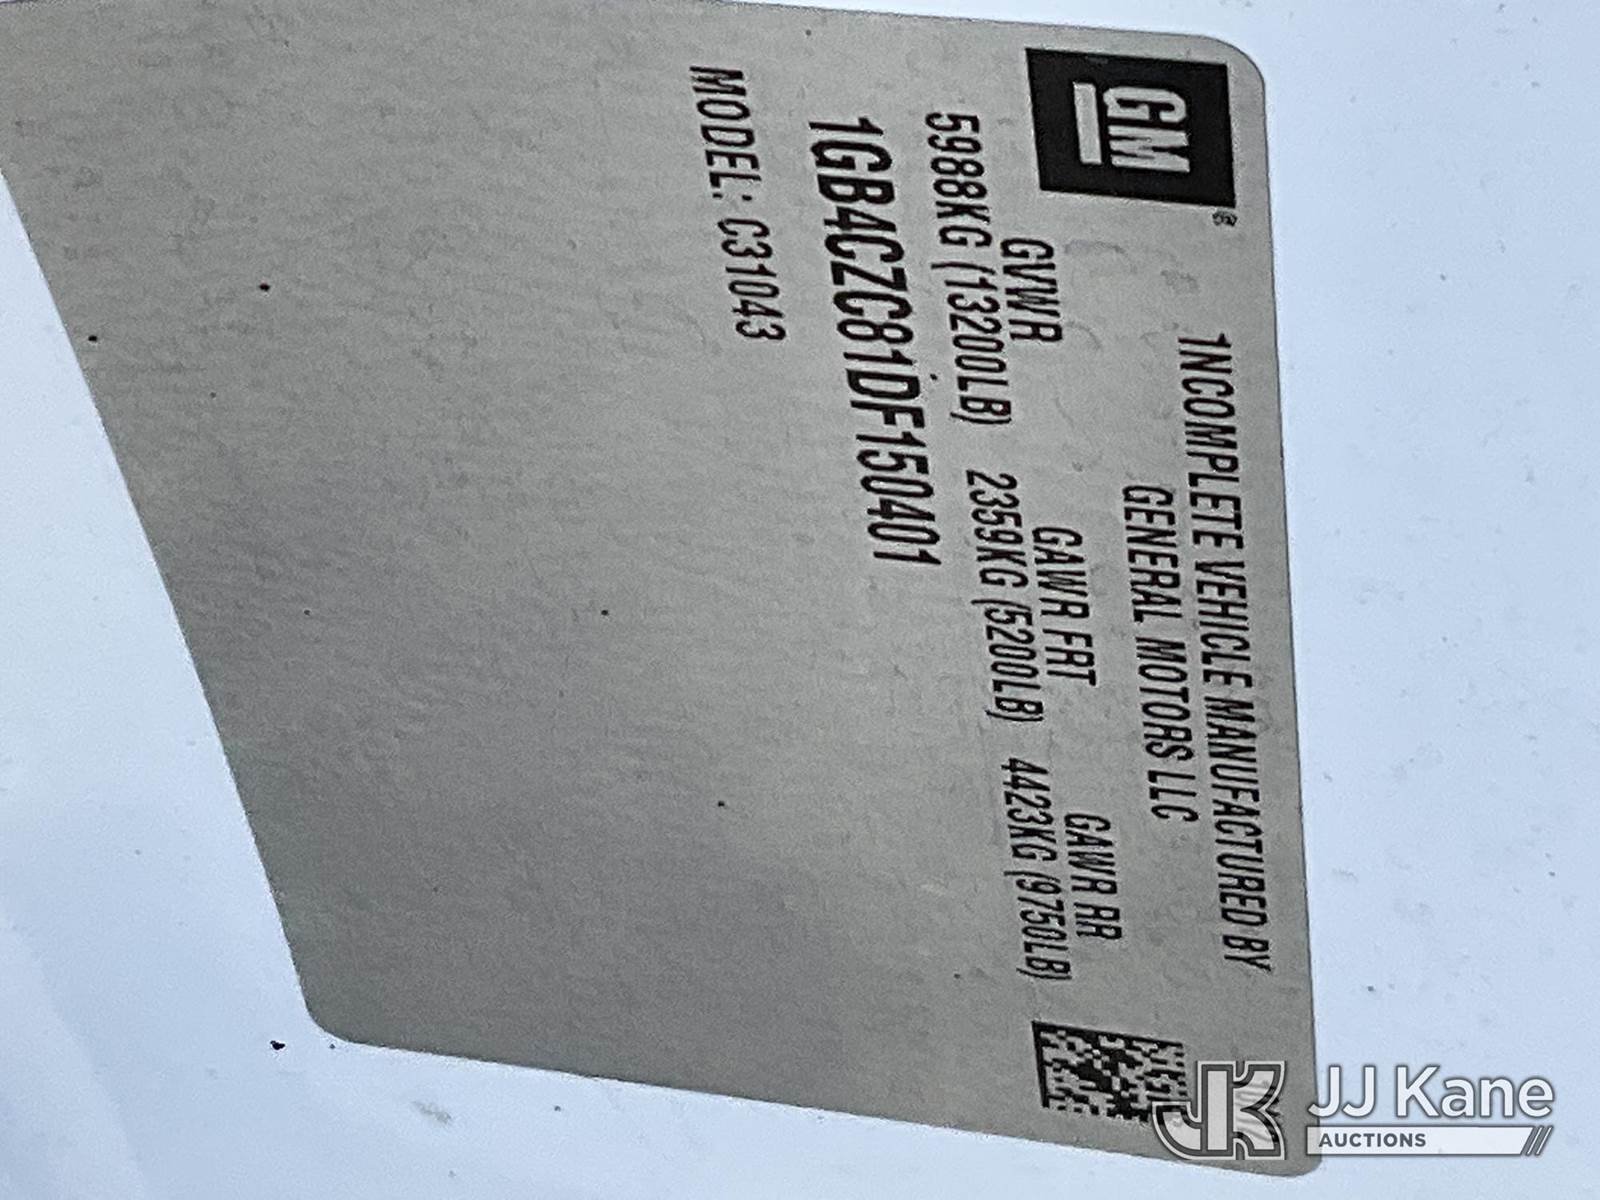 GM®
INCOMPLETE VEHICLE MANUFACTURED BY
GENERAL MOTORS LLC
GVWR GAWR FRT GAWR RR
5988KG (13200LB) 2359KG (5200LB) 4423KG (9750LB)
1GB4CZC81DF150401
MODEL: C31043
JK JJ Kane
AUCTIONS